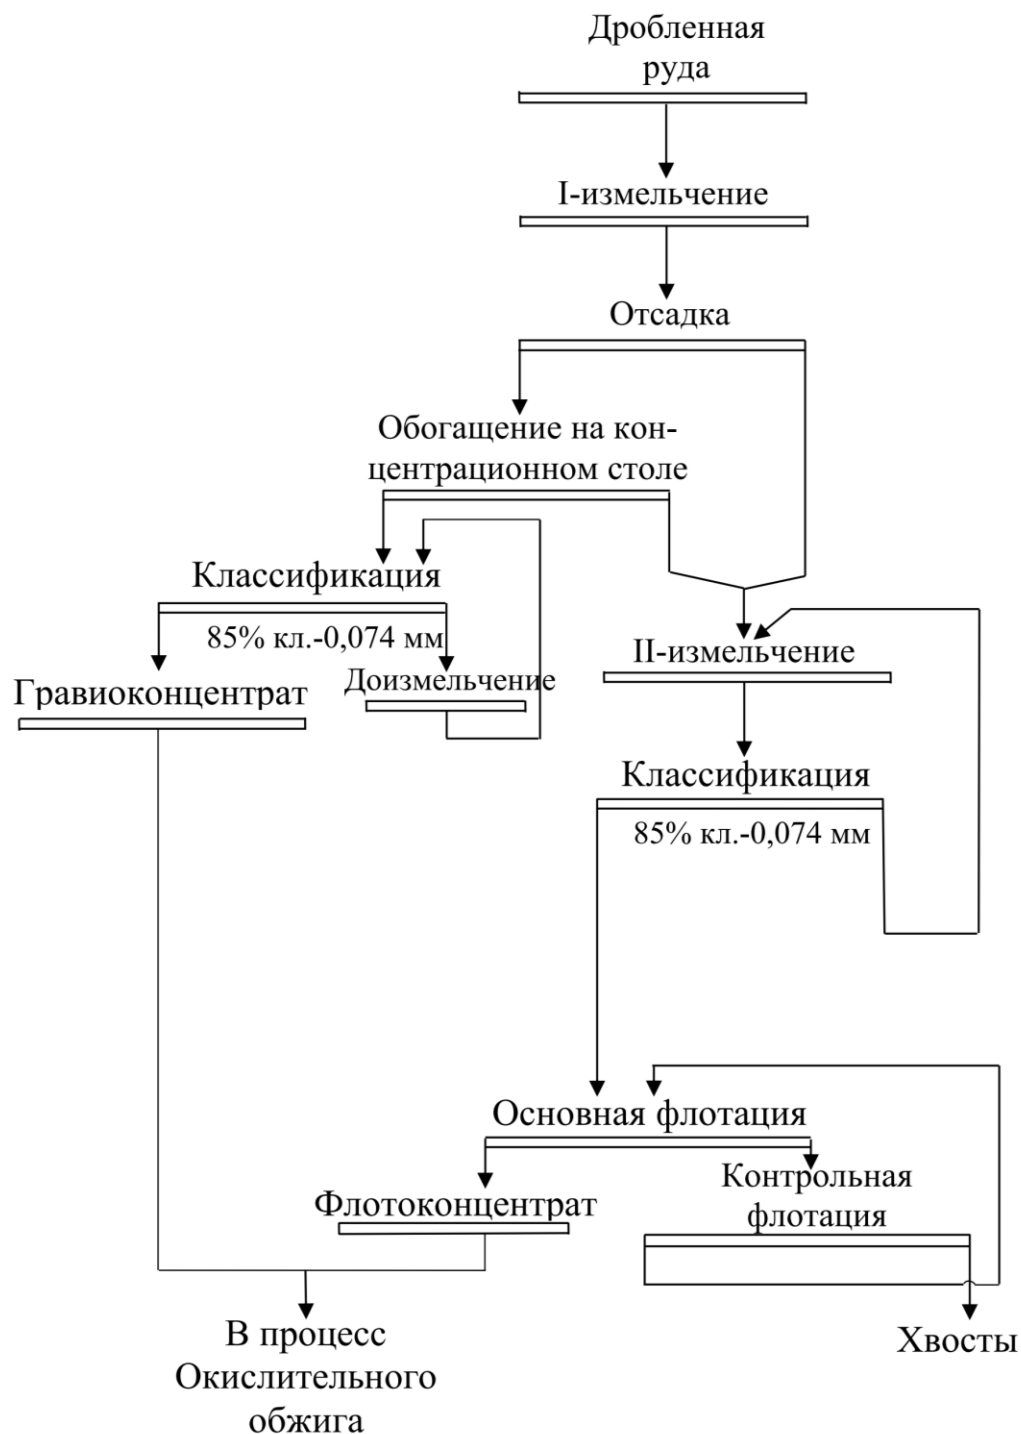 Дробленная
руда
I-измельчение
Отсадка
Обогащение на кон-
центрационном столе
Классификация
85% кл.-0,074 мм
II-измельчение
Гравиоконцентрат
Доизмельчение
Классификация
85% кл.-0,074 мм
Основная флотация
Флотоконцентрат
Контрольная
флотация
В процесс
Окислительного
обжига
Хвосты